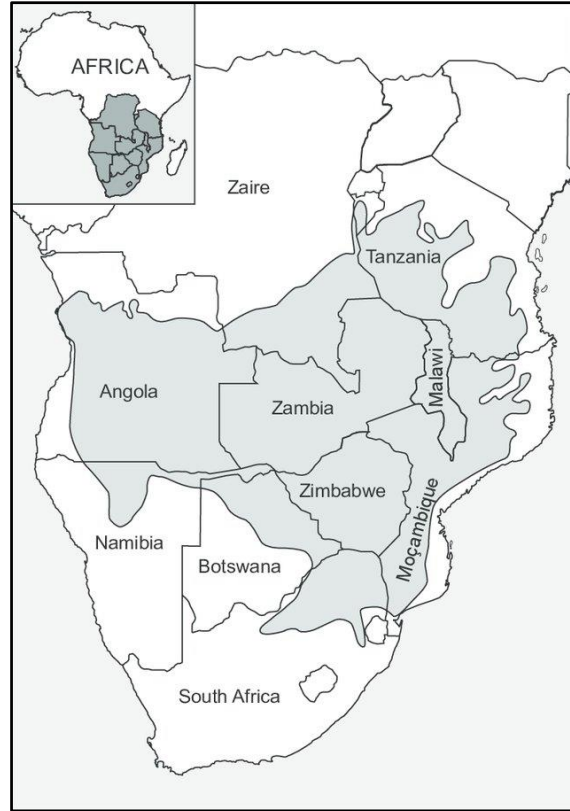 AFRICA
Zaire
Tanzania
Angola
Zambia
Malawi
Zimbabwe
Moçambique
Namibia
Botswana
South Africa